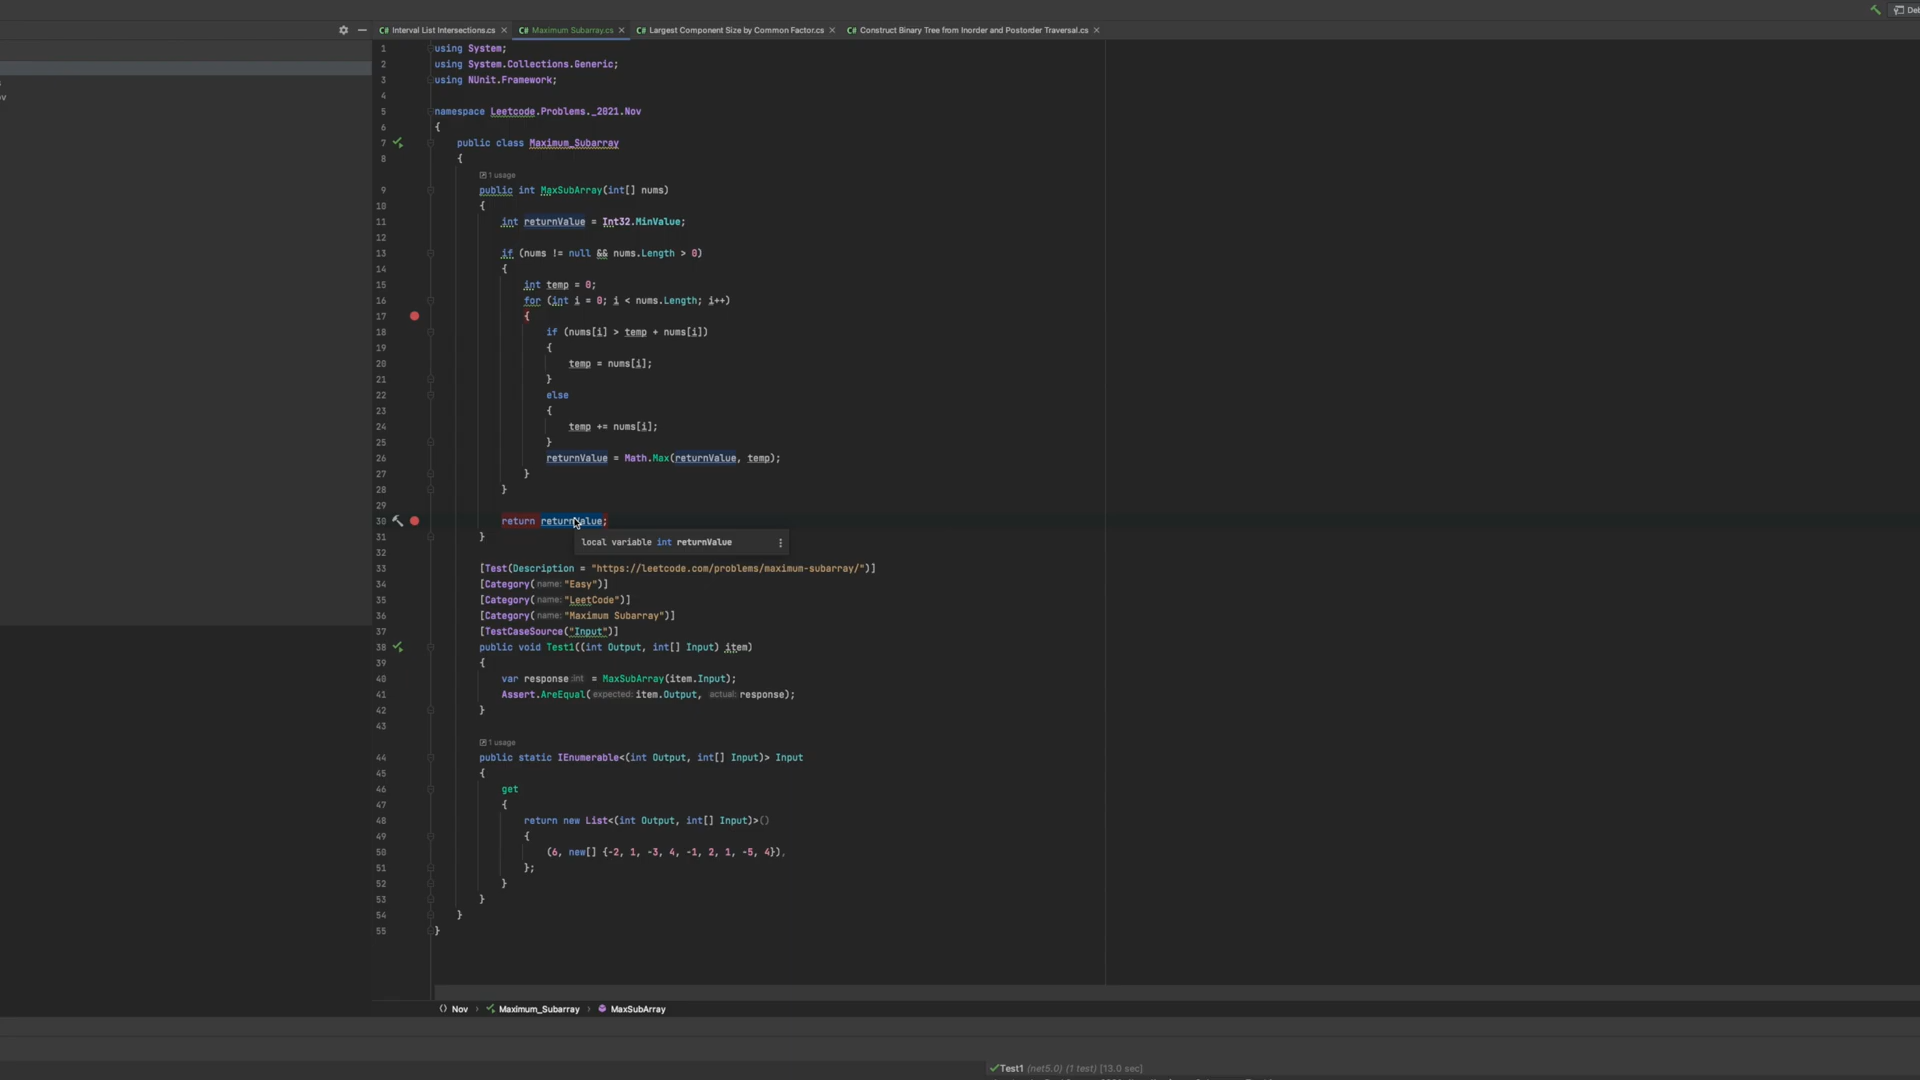 Deb
Interval List Intersections.cs
Maximum Subarray.cs
Largest Component Size by Common Factor.cs
Construct Binary Tree from Inorder and Postorder Traversal.cs
1 using System;
2 using System.Collections.Generic;
3 using NUnit.Framework;
4
5 namespace Leetcode.Problems._2021.Nov
6 {
7 public class Maximum_Subarray
8 {
1 usage
9 public int MaxSubArray(int[] nums)
10 {
11 int returnValue = Int32.MinValue;
12
13 if (nums != null && nums.Length > 0)
14 {
15 int temp = 0;
16 for (int i = 0; i < nums.Length; i++)
17 {
18 if (nums[i] > temp + nums[i])
19 {
20 temp = nums[i];
21 }
22 else
23 {
24 temp += nums[i];
25 }
26 returnValue = Math.Max(returnValue, temp);
27 }
28 }
29
30 return returnValue;
31 }
local variable int returnValue
32
33 [Test(Description = "https://leetcode.com/problems/maximum-subarray/")]
34 [Category(name: "Easy")]
35 [Category(name: "LeetCode")]
36 [Category(name: "Maximum Subarray")]
37 [TestCaseSource("Input")]
38 public void Test1((int Output, int[] Input) item)
39 {
40 var response:int = MaxSubArray(item.Input);
41 Assert.AreEqual(expected: item.Output, actual: response);
42 }
43
1 usage
44 public static IEnumerable<(int Output, int[] Input)> Input
45 {
46 get
47 {
48 return new List<(int Output, int[] Input)>()
49 {
50 (6, new[] {-2, 1, -3, 4, -1, 2, 1, -5, 4}),
51 };
52 }
53 }
54 }
55 }
Nov › Maximum_Subarray › MaxSubArray
Test1 (net5.0) (1 test) [13.0 sec]